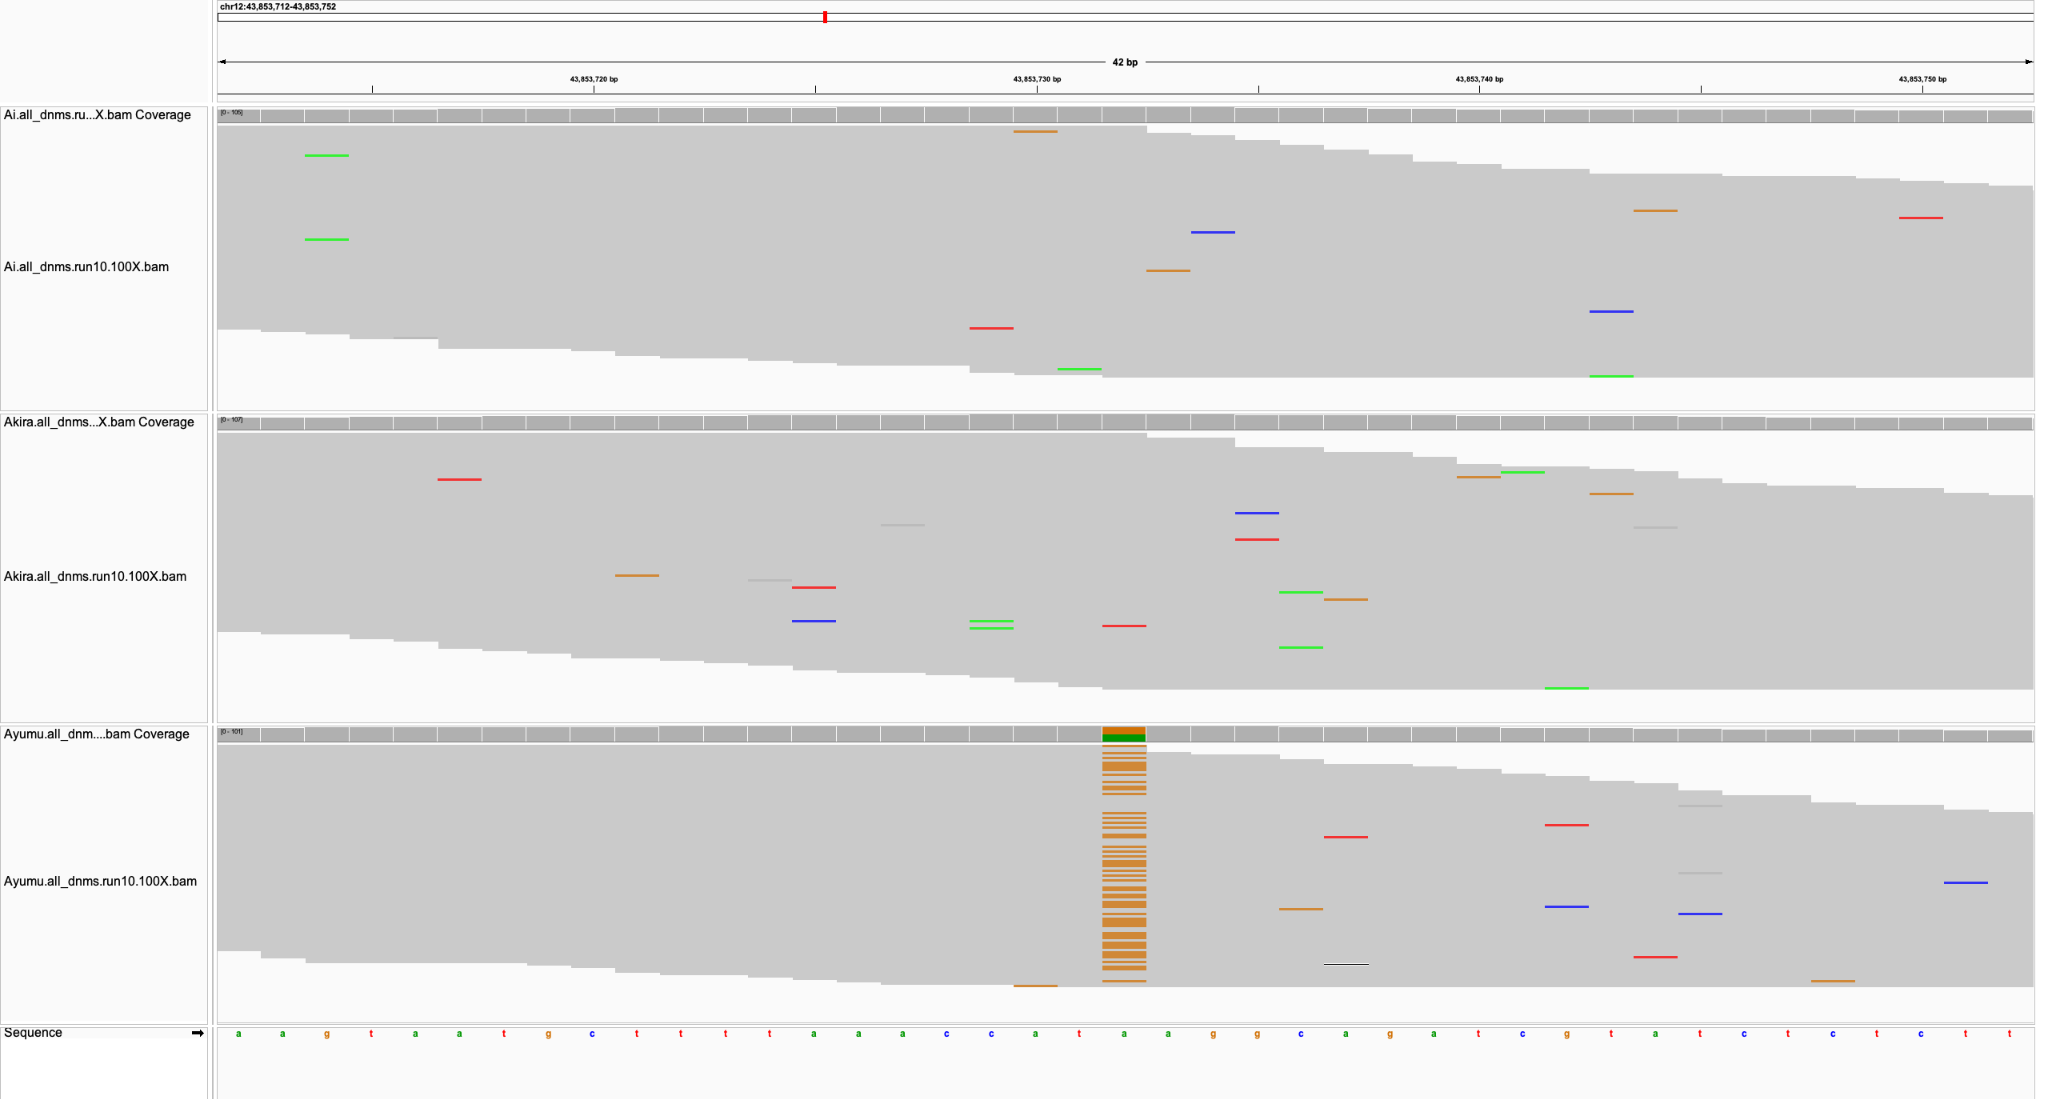 chr12:43,853,712-43,853,752
42 bp
43,853,720 bp 43,853,730 bp 43,853,740 bp 43,853,750 bp
Ai.all_dnms.ru...X.bam Coverage
[0 - 105]
Ai.all_dnms.run10.100X.bam
Akira.all_dnms...X.bam Coverage
[0 - 107]
Akira.all_dnms.run10.100X.bam
Ayumu.all_dnm....bam Coverage
[0 - 101]
Ayumu.all_dnms.run10.100X.bam
Sequence a a g t a a t g c t t t t a a a c c a t a a g g c a g a t c g t a t c t c t c t t